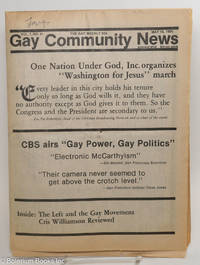 THE GAY WEEKLY 50¢
Gay Community News
One Nation Under God, Inc. organizes
"Washington for Jesus" march
"Every leader in this city holds his tenure
only so long as God wills it, and they have
no authority except as God gives it to them. So the
Congress and the President are secondary to us."
CBS airs "Gay Power, Gay Politics"
"Electronic McCarthyism"
"Their camera never seemed to
get above the crotch level."
Inside: The Left and the Gay Movement
Cris Williamson Reviewed
© Bolerium Books Inc.